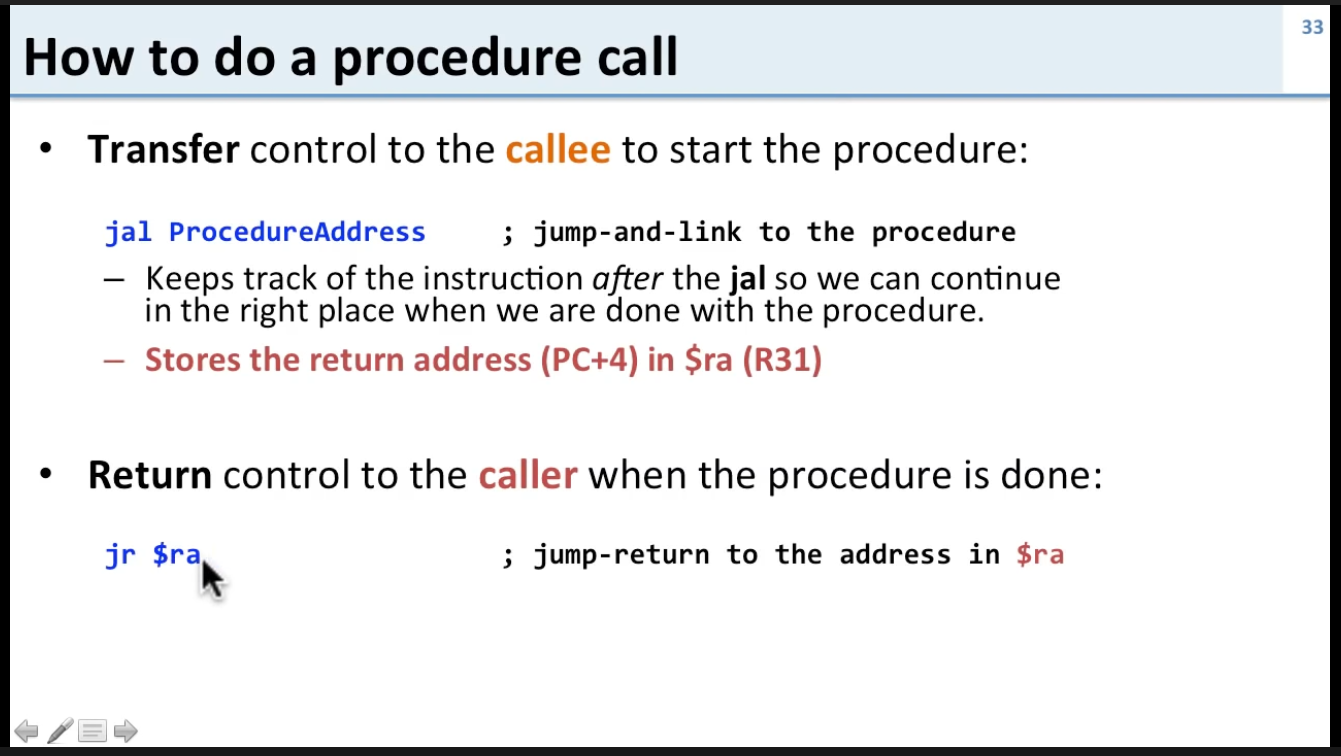 33
How to do a procedure call
• Transfer control to the callee to start the procedure:
jal ProcedureAddress ; jump-and-link to the procedure
– Keeps track of the instruction after the jal so we can continue
in the right place when we are done with the procedure.
– Stores the return address (PC+4) in $ra (R31)
• Return control to the caller when the procedure is done:
jr $ra ; jump-return to the address in $ra